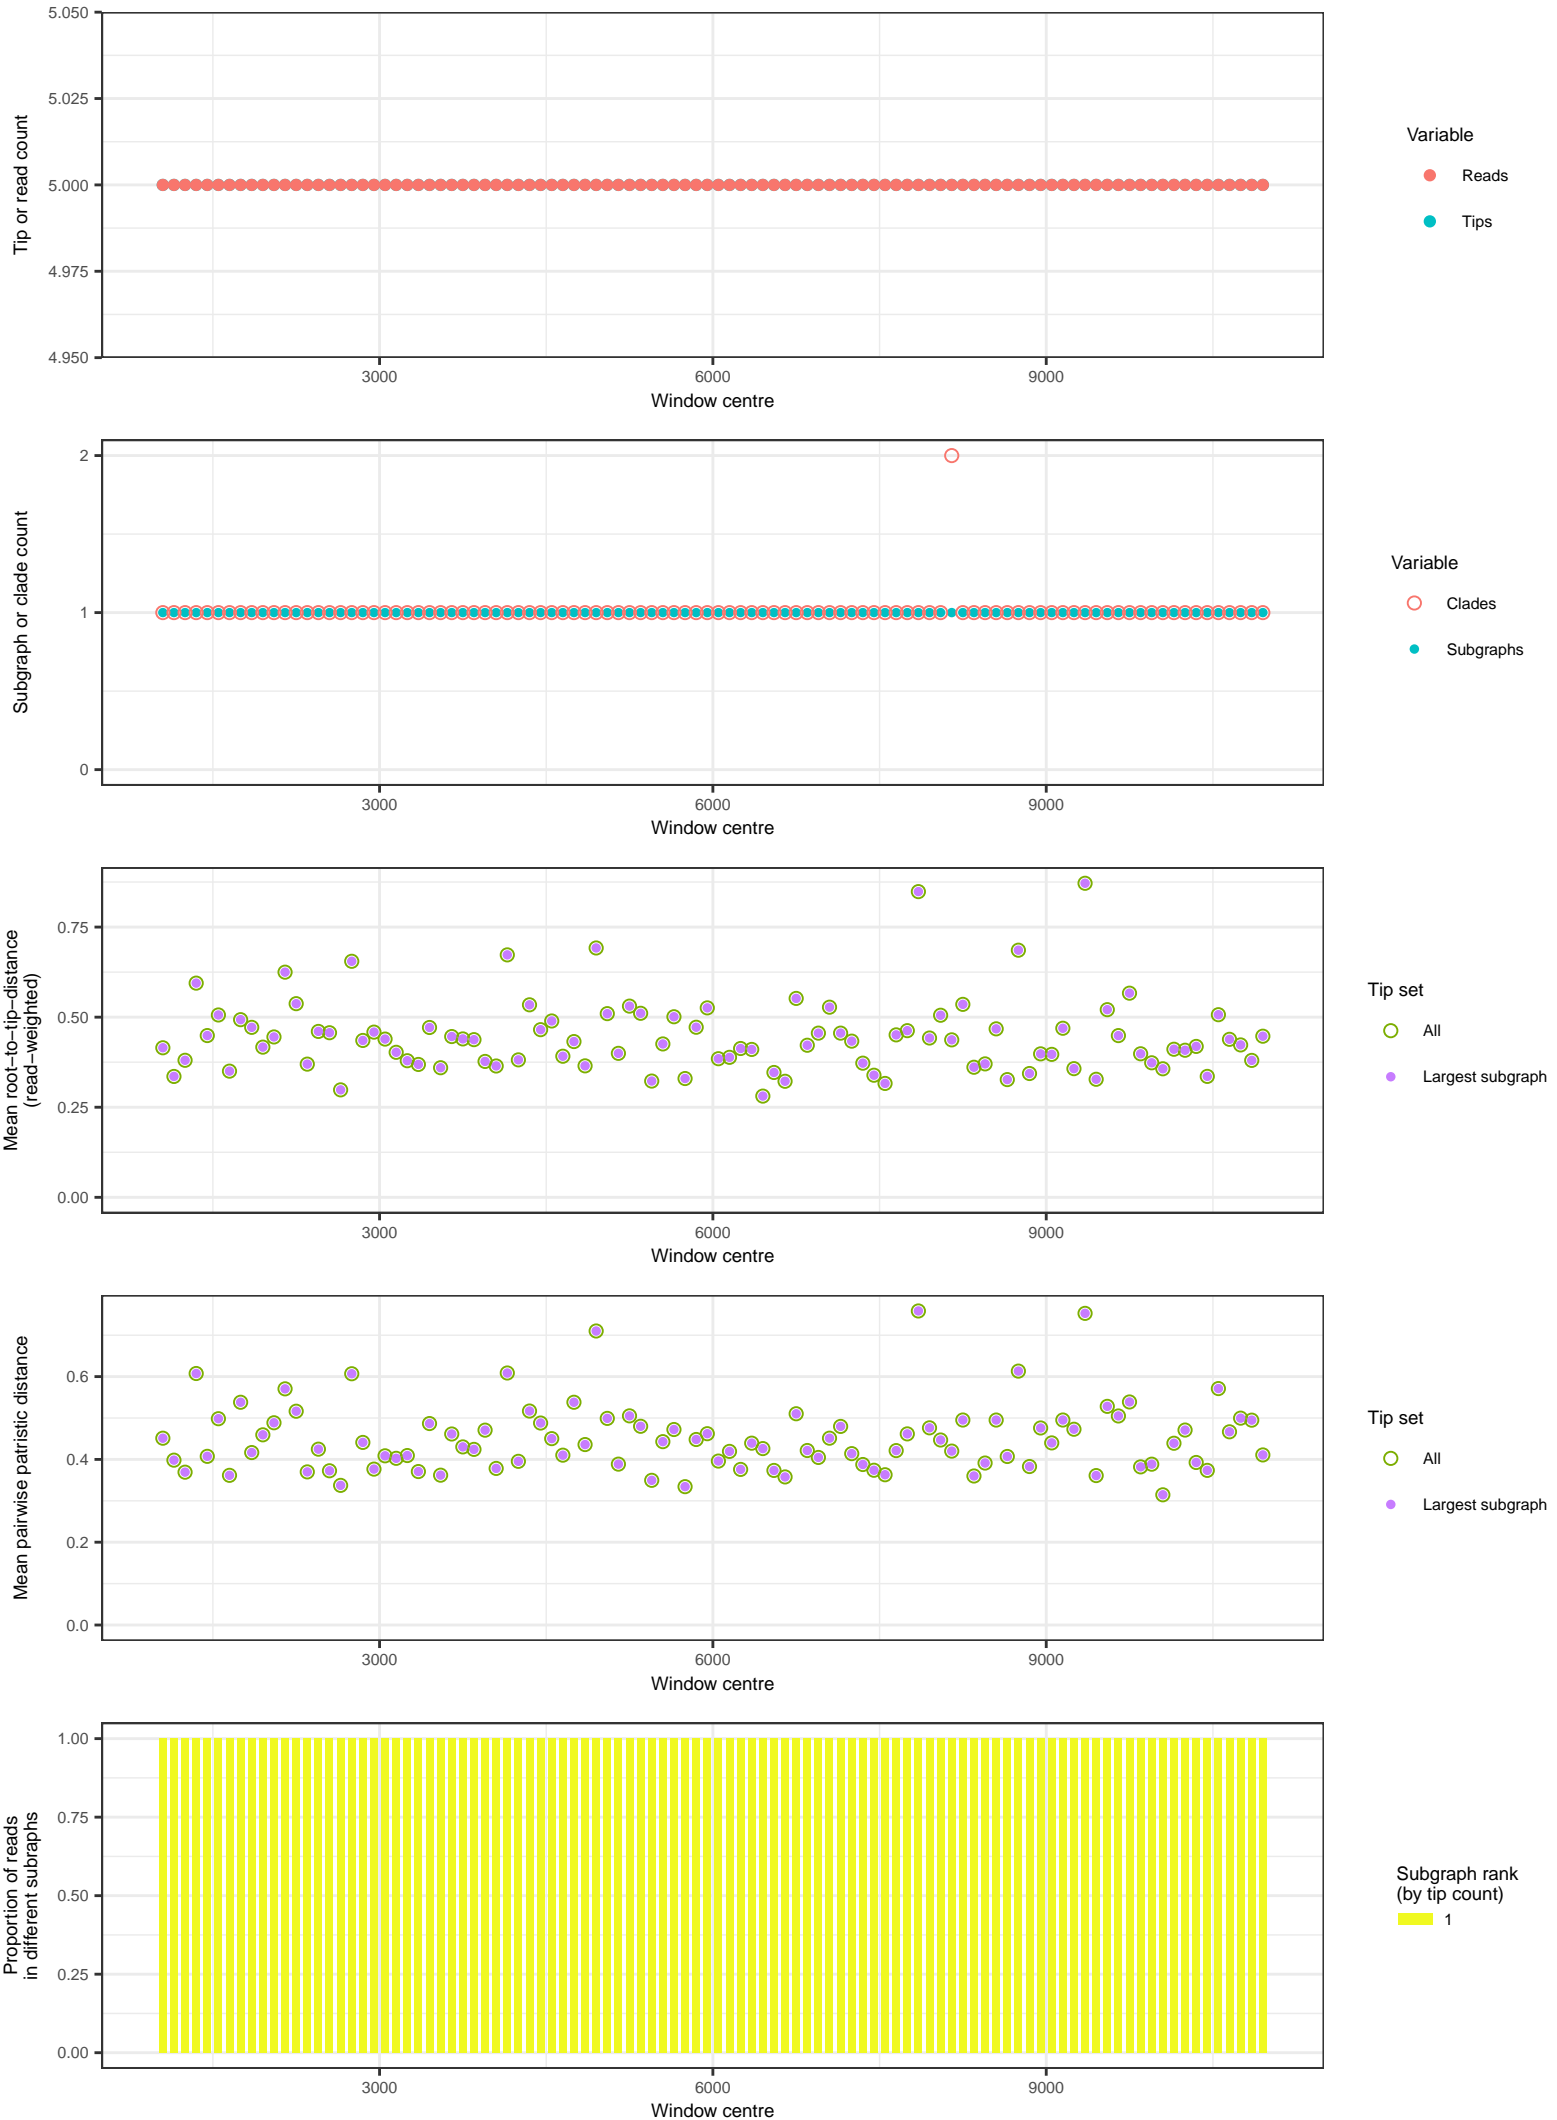 5.050
5.025
5.000
4.975
4.950
Tip or read count
3000
6000
9000
Window centre
Variable
Reads
Tips
2
1
0
Subgraph or clade count
3000
6000
9000
Window centre
Variable
Clades
Subgraphs
0.75
0.50
0.25
0.00
Mean root−to−tip−distance
(read−weighted)
3000
6000
9000
Window centre
Tip set
All
Largest subgraph
0.6
0.4
0.2
0.0
Mean pairwise patristic distance
3000
6000
9000
Window centre
Tip set
All
Largest subgraph
1.00
0.75
0.50
0.25
0.00
Proportion of reads
in different subraphs
3000
6000
9000
Window centre
Subgraph rank
(by tip count)
1